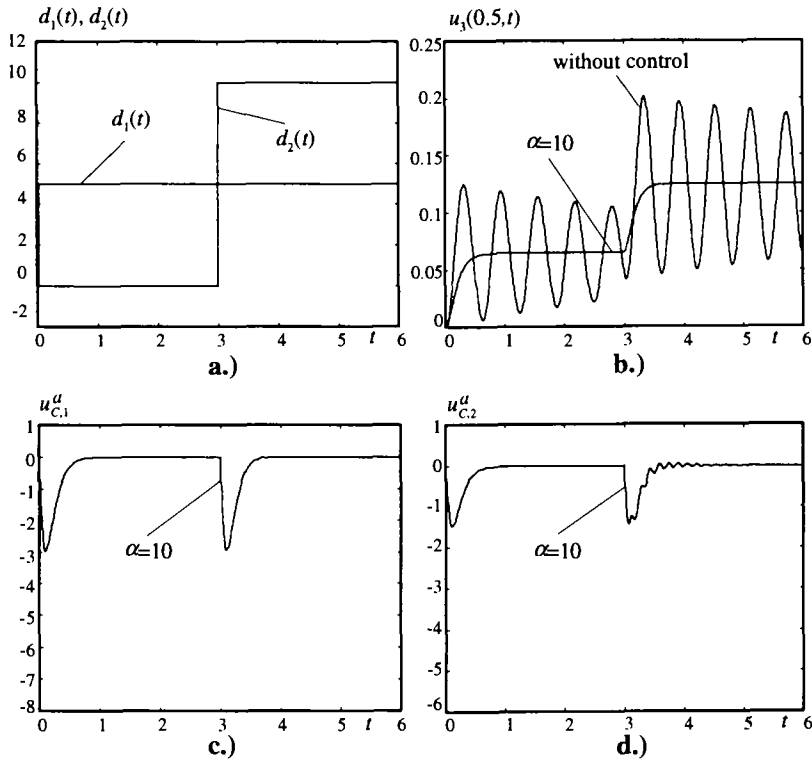 d₁(t), d₂(t)
12
10
8
6
4
2
0
-2
d₁(t)
d₂(t)
0 1 2 3 4 5 t 6
a.)
u₃(0.5,t)
0.25
0.2
0.15
0.1
0.05
0
without control
α=10
0 1 2 3 4 5 t 6
b.)
uᵃ_C,1
1
0
-1
-2
-3
-4
-5
-6
-7
-8
α=10
0 1 2 3 4 5 t 6
c.)
uᵃ_C,2
1
0
-1
-2
-3
-4
-5
-6
α=10
0 1 2 3 4 5 t 6
d.)